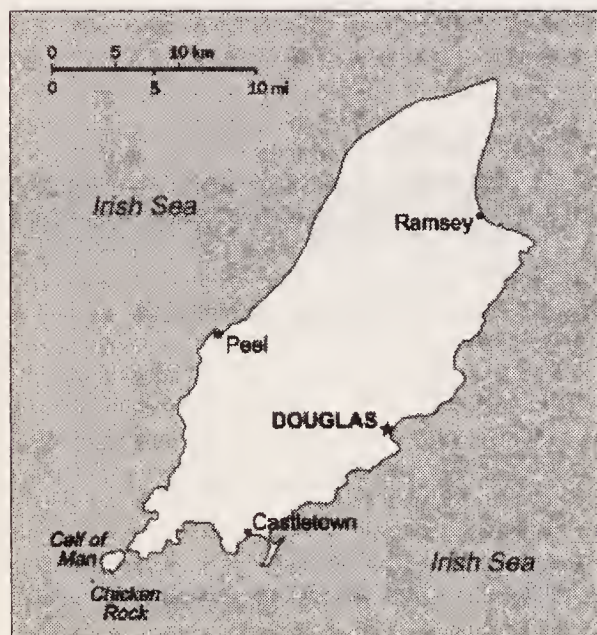 0 5 10 km
0 5 10 mi
Irish Sea
Ramsey
Peel
DOUGLAS
Castletown
Calf of
Man
Chicken
Rock
Irish Sea